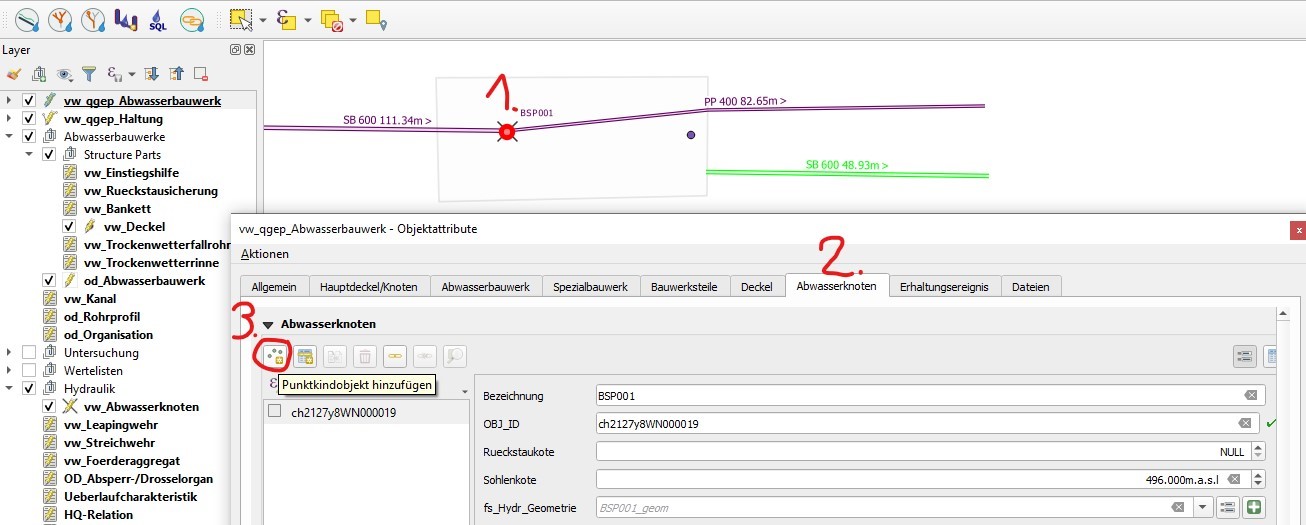 SQL
Layer
vw_qgep_Abwasserbauwerk
vw_qgep_Haltung
Abwasserbauwerke
Structure Parts
vw_Einstiegshilfe
vw_Rueckstausicherung
vw_Bankett
vw_Deckel
vw_Trockenwetterfallrohr
vw_Trockenwetterrinne
od_Abwasserbauwerk
vw_Kanal
od_Rohrprofil
od_Organisation
Untersuchung
Wertelisten
Hydraulik
vw_Abwasserknoten
vw_Leapingwehr
vw_Streichwehr
vw_Foerderaggregat
OD_Absperr-/Drosselorgan
Ueberlaufcharakteristik
HQ-Relation
1.
BSP001
SB 600 111.34m >
PP 400 82.65m >
SB 600 48.93m >
vw_qgep_Abwasserbauwerk - Objektattribute
x
Aktionen
2.
Allgemein Hauptdeckel/Knoten Abwasserbauwerk Spezialbauwerk Bauwerksteile Deckel Abwasserknoten Erhaltungsereignis Dateien
3.
Abwasserknoten
Punktkindobjekt hinzufügen
ch2127y8WN000019
Bezeichnung BSP001
OBJ_ID ch2127y8WN000019
Rueckstaukote NULL
Sohlenkote 496.000m.a.s.l
fs_Hydr_Geometrie BSP001_geom